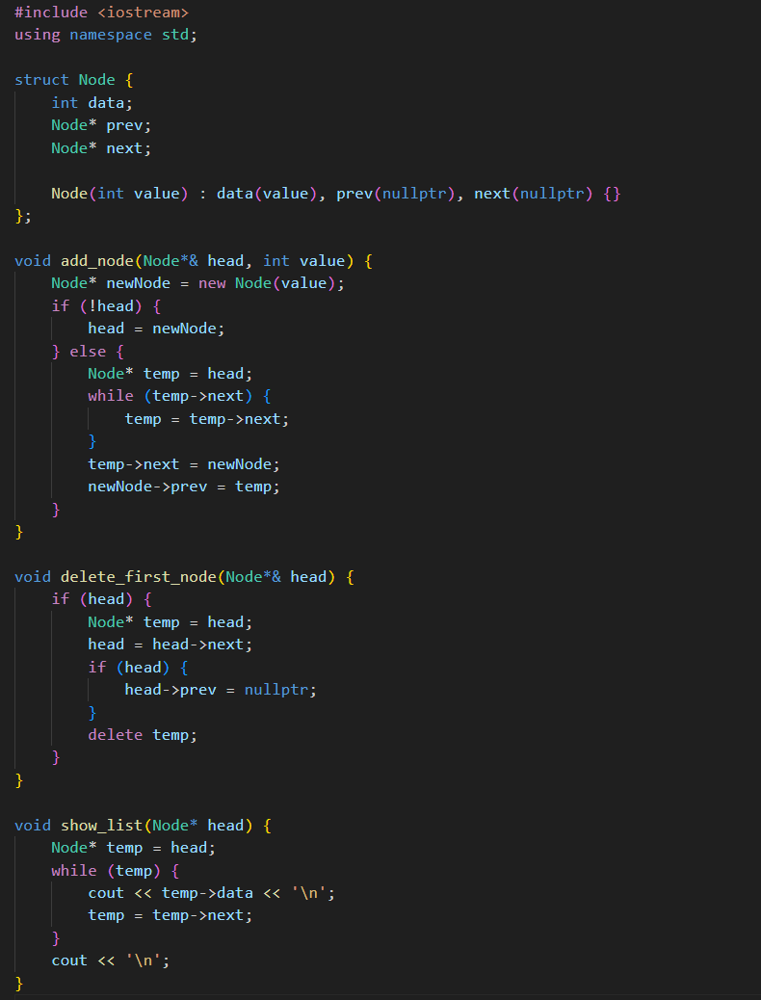 #include <iostream>
using namespace std;

struct Node {
    int data;
    Node* prev;
    Node* next;

    Node(int value) : data(value), prev(nullptr), next(nullptr) {}
};

void add_node(Node*& head, int value) {
    Node* newNode = new Node(value);
    if (!head) {
        head = newNode;
    } else {
        Node* temp = head;
        while (temp->next) {
            temp = temp->next;
        }
        temp->next = newNode;
        newNode->prev = temp;
    }
}

void delete_first_node(Node*& head) {
    if (head) {
        Node* temp = head;
        head = head->next;
        if (head) {
            head->prev = nullptr;
        }
        delete temp;
    }
}

void show_list(Node* head) {
    Node* temp = head;
    while (temp) {
        cout << temp->data << '\n';
        temp = temp->next;
    }
    cout << '\n';
}